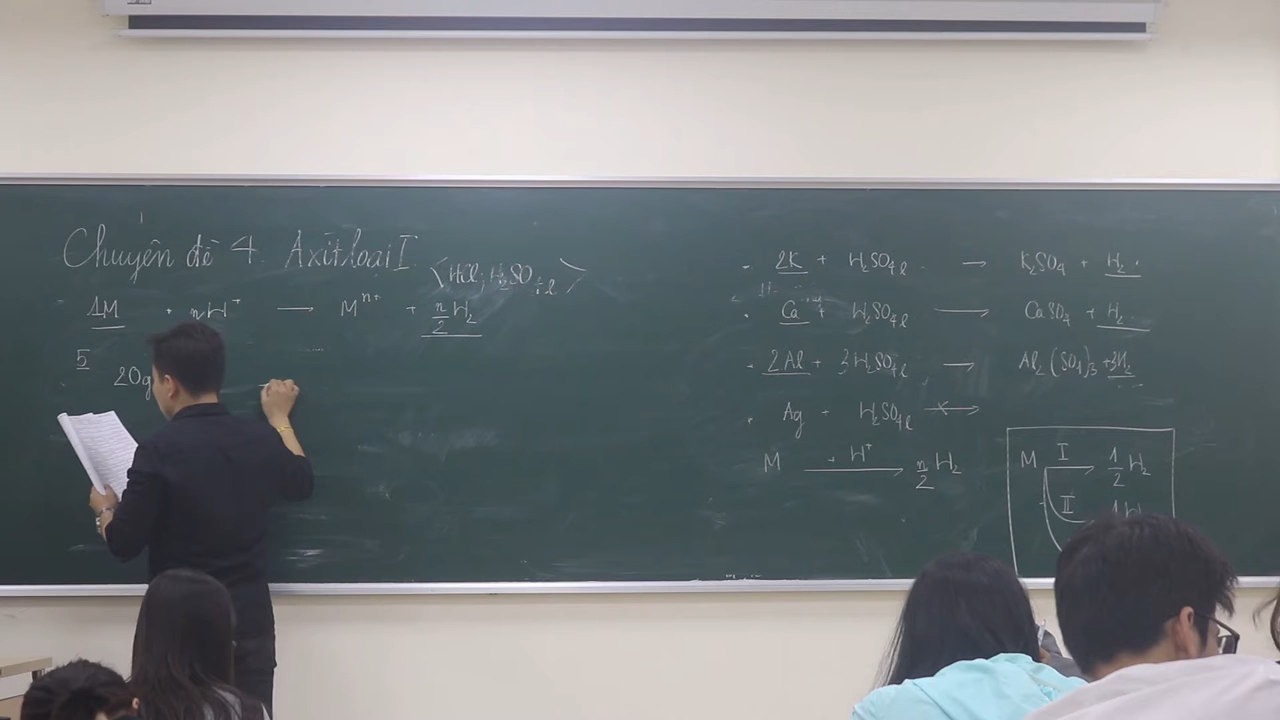 Chuyên đề 4. Axit loại I
<HCl; H₂SO₄ l>
1M + nH⁺ → Mⁿ⁺ + n/2 H₂
5
20g
. 2K + H₂SO₄ l → K₂SO₄ + H₂.
. Ca + H₂SO₄ l → CaSO₄ + H₂
. 2Al + 3H₂SO₄ l → Al₂(SO₄)₃ + 3H₂
. Ag + H₂SO₄ l ✗→
M + H⁺ → n/2 H₂
M I → 1/2 H₂
II 1H